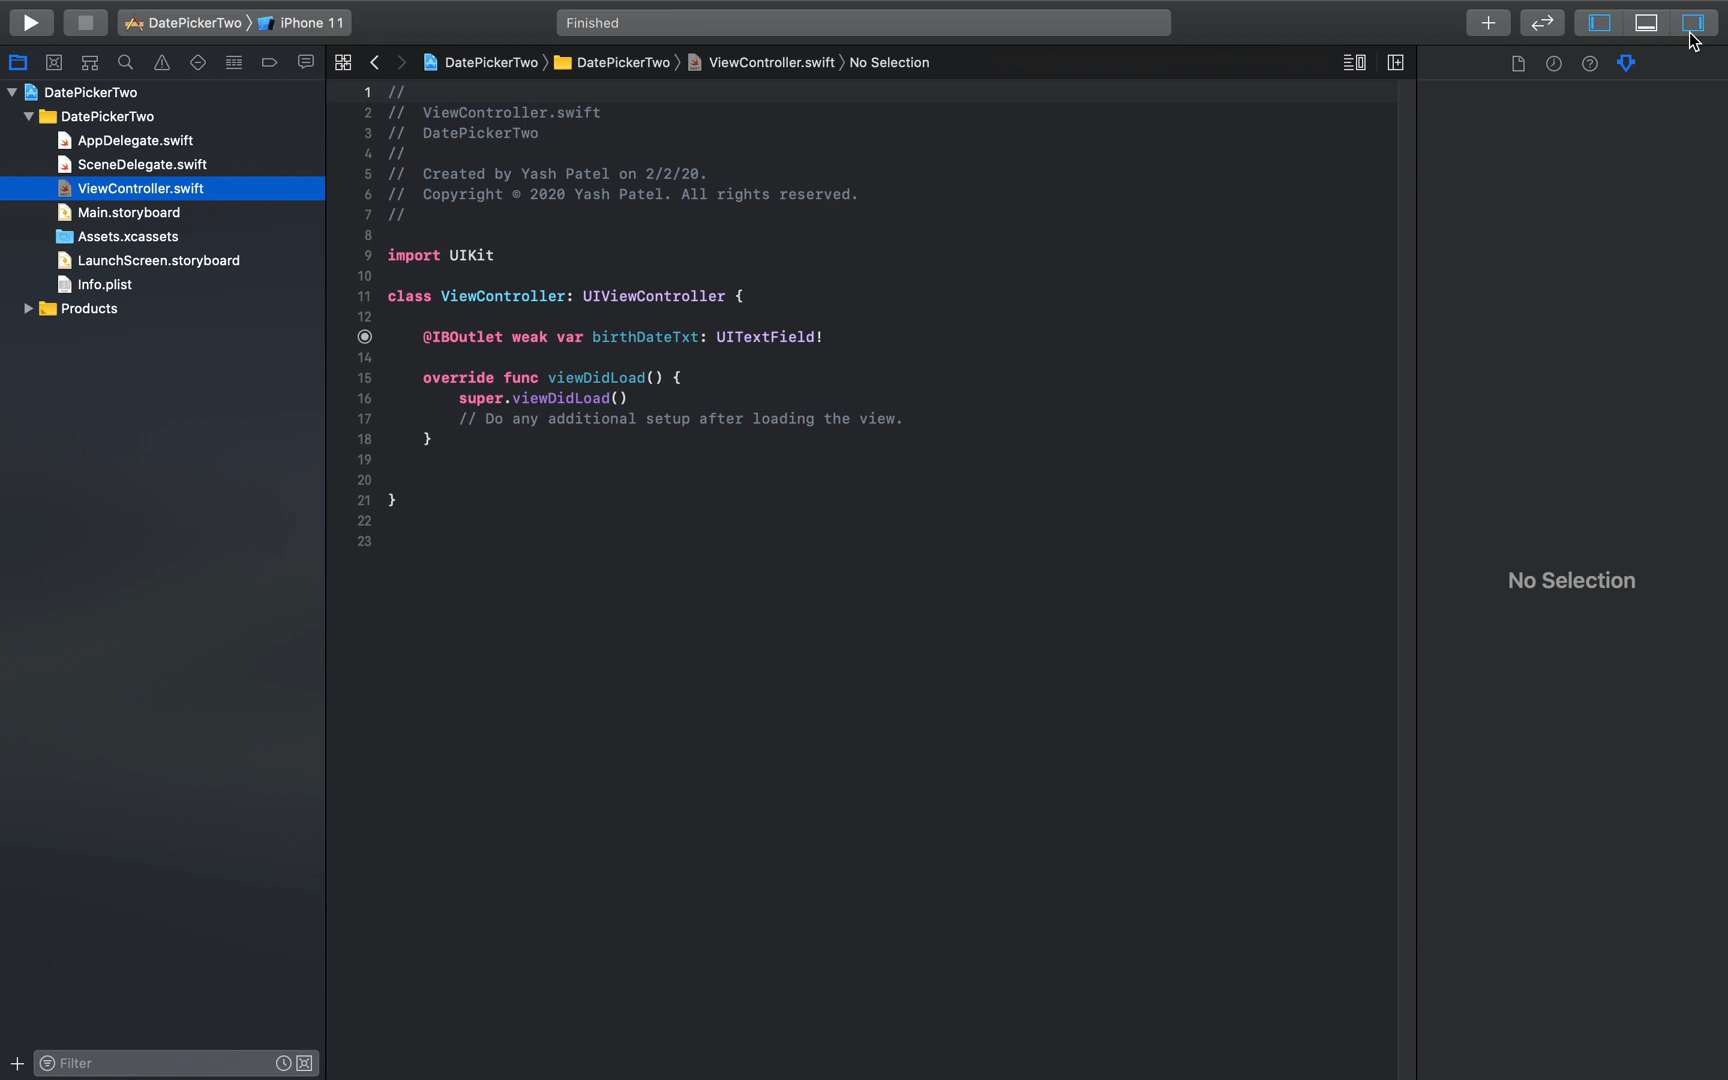 DatePickerTwo 〉 iPhone 11
Finished
DatePickerTwo 〉 DatePickerTwo 〉 ViewController.swift 〉 No Selection
DatePickerTwo
DatePickerTwo
AppDelegate.swift
SceneDelegate.swift
ViewController.swift
Main.storyboard
Assets.xcassets
LaunchScreen.storyboard
Info.plist
Products
Filter
1 //
2 //  ViewController.swift
3 //  DatePickerTwo
4 //
5 //  Created by Yash Patel on 2/2/20.
6 //  Copyright © 2020 Yash Patel. All rights reserved.
7 //
8
9 import UIKit
10
11 class ViewController: UIViewController {
12
@IBOutlet weak var birthDateTxt: UITextField!
14
15     override func viewDidLoad() {
16         super.viewDidLoad()
17         // Do any additional setup after loading the view.
18     }
19
20
21 }
22
23
No Selection